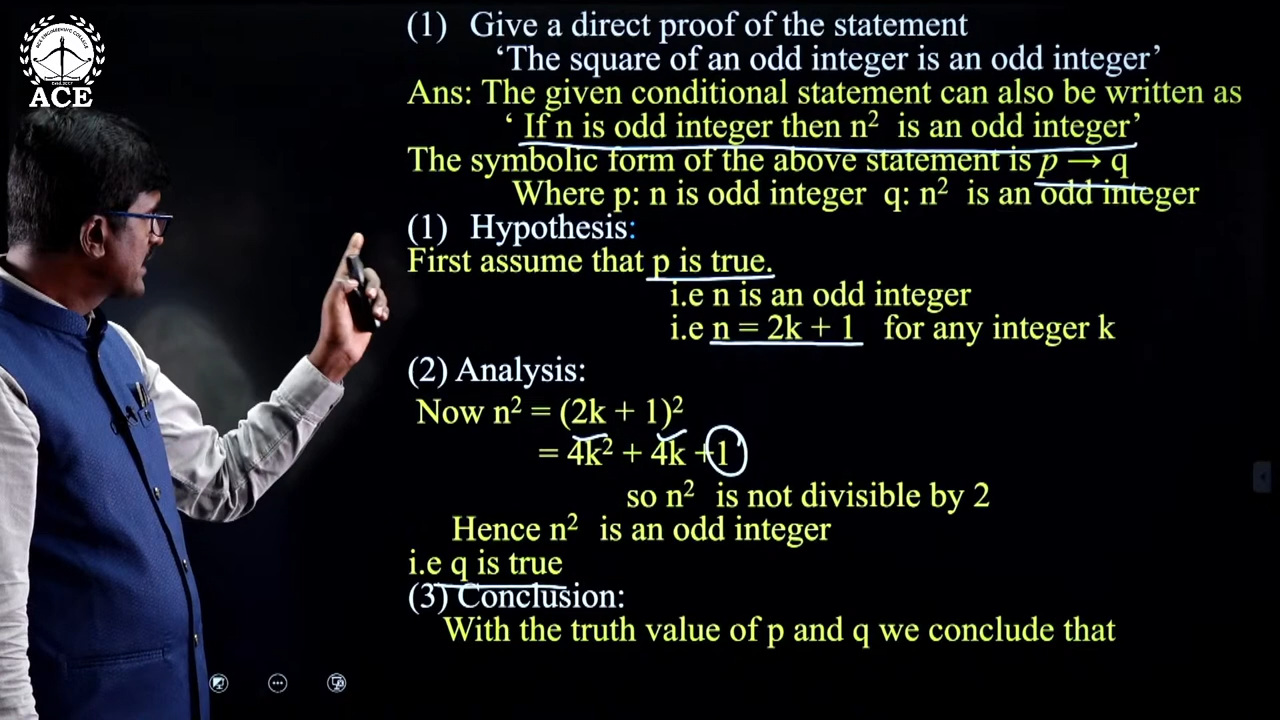 ACE
(1) Give a direct proof of the statement
‘The square of an odd integer is an odd integer’
Ans: The given conditional statement can also be written as
‘ If n is odd integer then n² is an odd integer’
The symbolic form of the above statement is p → q
Where p: n is odd integer q: n² is an odd integer
(1) Hypothesis:
First assume that p is true.
i.e n is an odd integer
i.e n = 2k + 1 for any integer k
(2) Analysis:
Now n² = (2k + 1)²
= 4k² + 4k +1
so n² is not divisible by 2
Hence n² is an odd integer
i.e q is true
(3) Conclusion:
With the truth value of p and q we conclude that